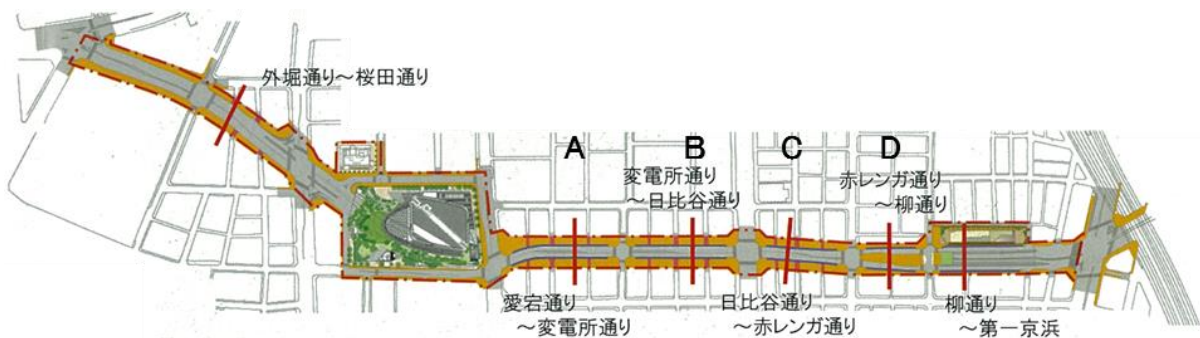 外堀通り～桜田通り
A
B
C
D
変電所通り
～日比谷通り
赤レンガ通り
～柳通り
愛宕通り
～変電所通り
日比谷通り
～赤レンガ通り
柳通り
～第一京浜